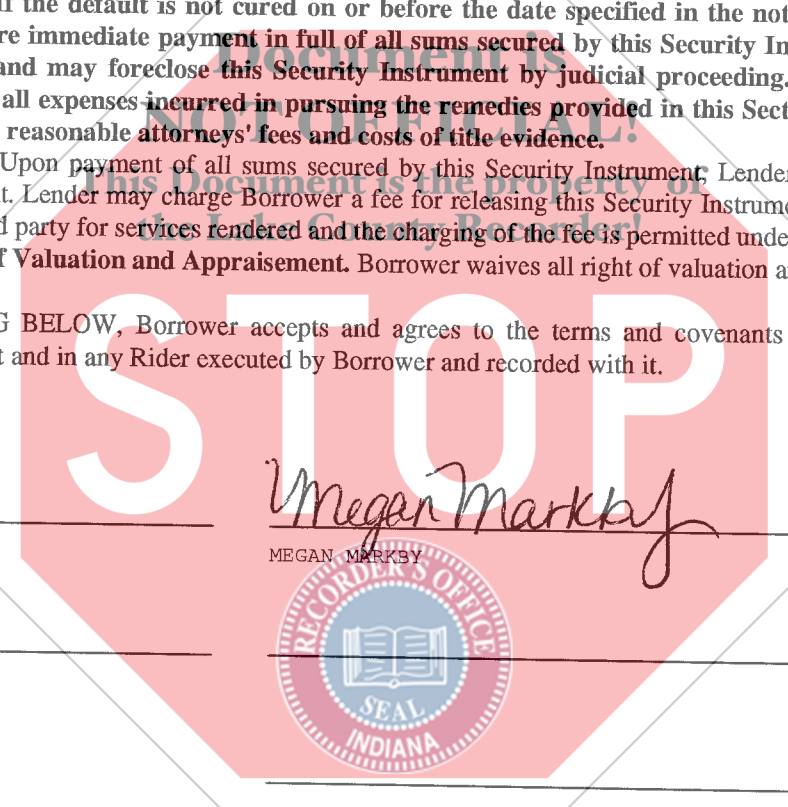 if the default is not cured on or before the date specified in the not
re immediate payment in full of all sums secured by this Security In
and may foreclose this Security Instrument by judicial proceeding.
all expenses incurred in pursuing the remedies provided in this Sect
reasonable attorneys' fees and costs of title evidence.
Upon payment of all sums secured by this Security Instrument, Lender
t. Lender may charge Borrower a fee for releasing this Security Instrume
d party for services rendered and the charging of the fee is permitted unde
f Valuation and Appraisement. Borrower waives all right of valuation a
G BELOW, Borrower accepts and agrees to the terms and covenants
t and in any Rider executed by Borrower and recorded with it.
Document is
NOT OFFICIAL!
This Document is the property of
the Lake County Recorder!
STOP
Megan Markby
MEGAN MARKBY
RECORDER'S OFFICE
SEAL
INDIANA